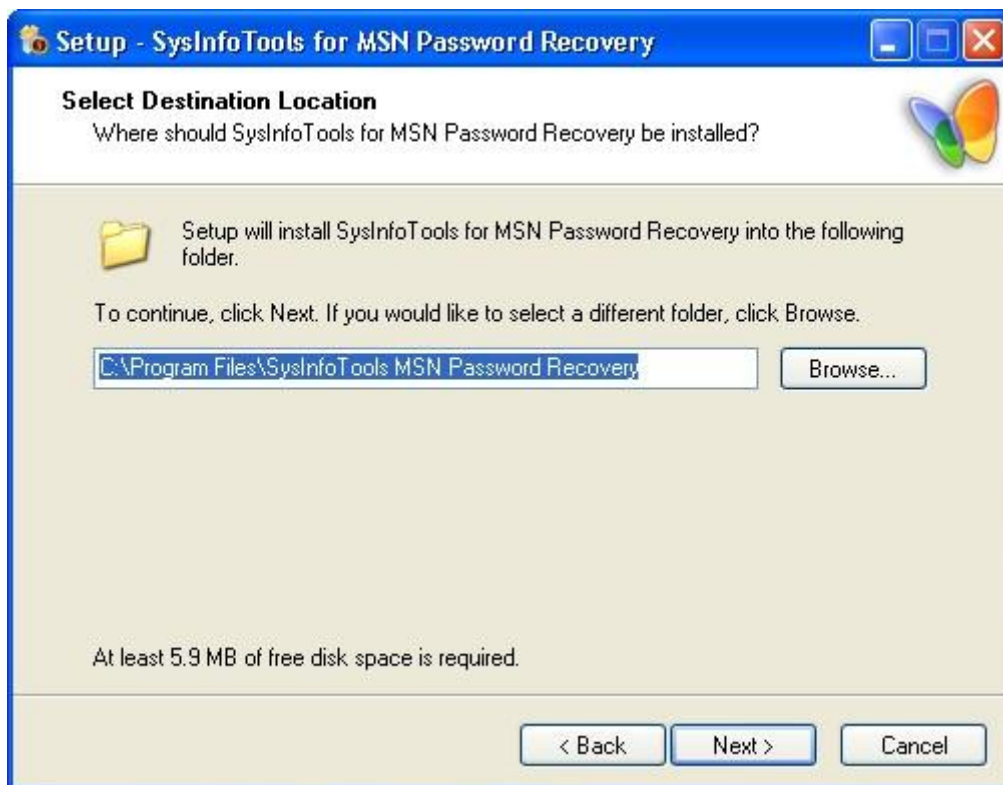 Setup - SysInfoTools for MSN Password Recovery
Select Destination Location
Where should SysInfoTools for MSN Password Recovery be installed?
Setup will install SysInfoTools for MSN Password Recovery into the following
folder.
To continue, click Next. If you would like to select a different folder, click Browse.
C:\Program Files\SysInfoTools MSN Password Recovery
Browse...
At least 5.9 MB of free disk space is required.
< Back
Next >
Cancel